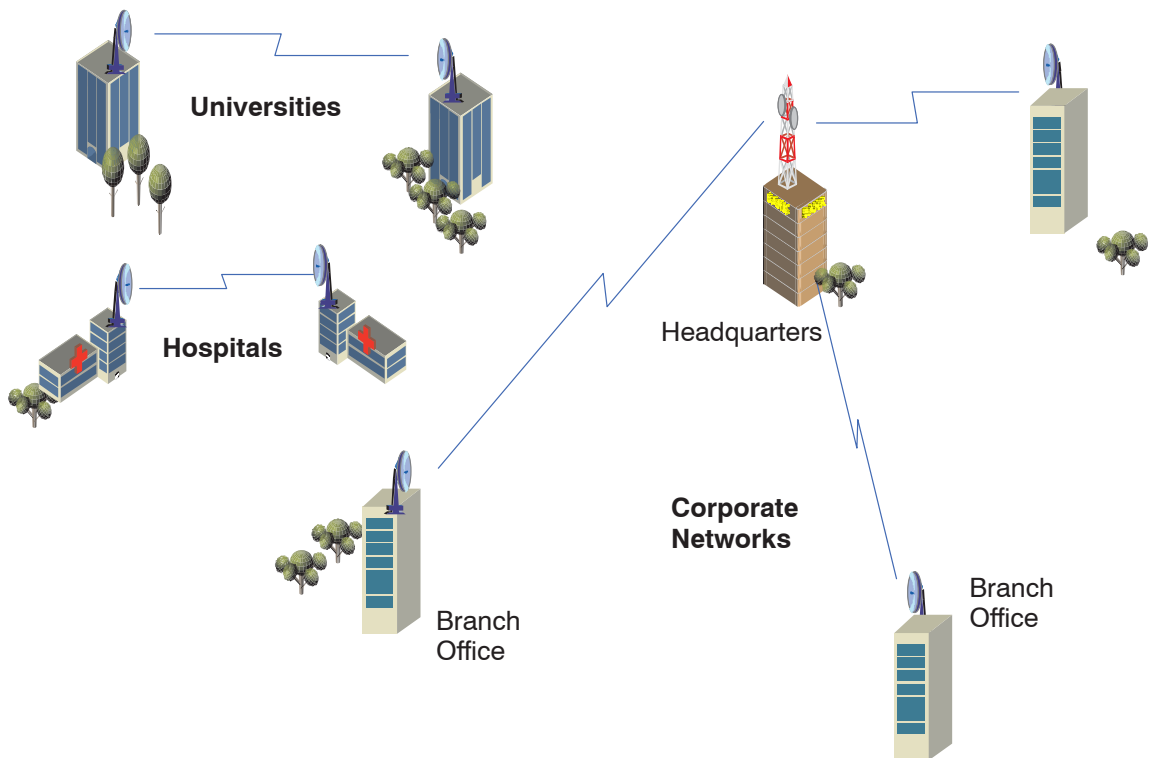 Universities
Hospitals
Headquarters
Corporate
Networks
Branch
Office
Branch
Office